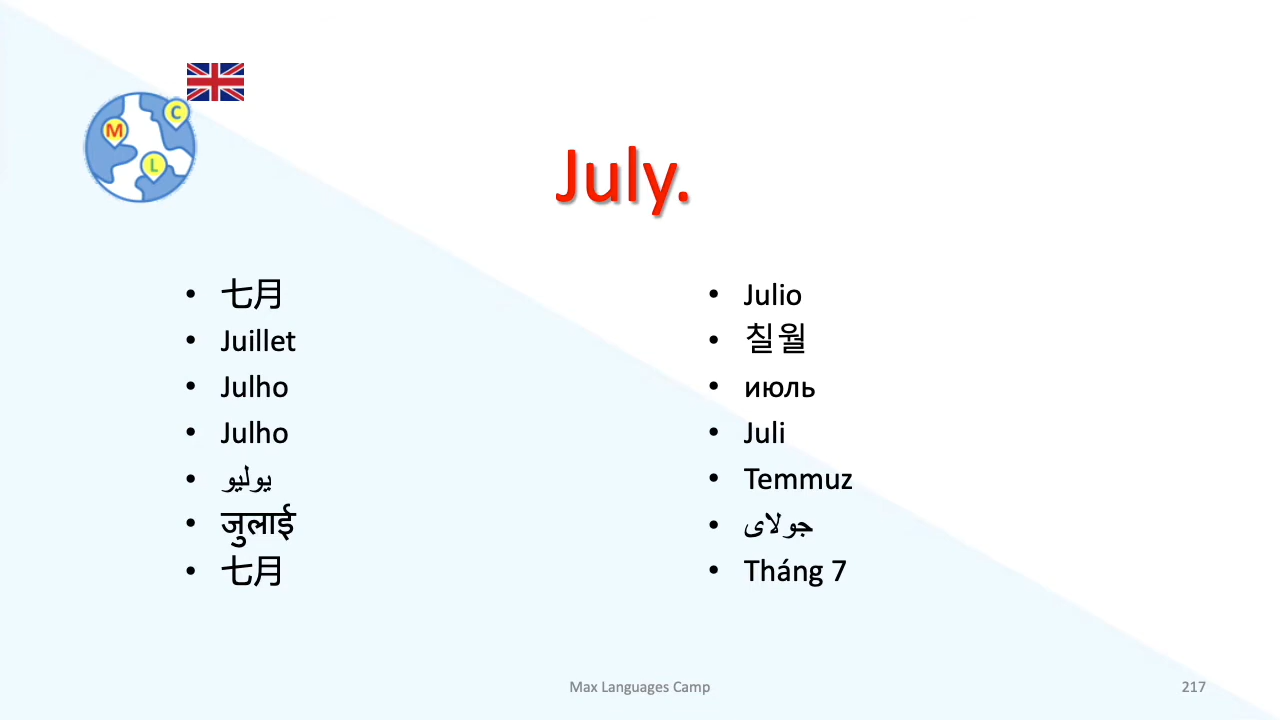 C
M
L
July.
• 七月
• Juillet
• Julho
• Julho
• يوليو
• जुलाई
• 七月
• Julio
• 칠월
• июль
• Juli
• Temmuz
• جولای
• Tháng 7
Max Languages Camp
217